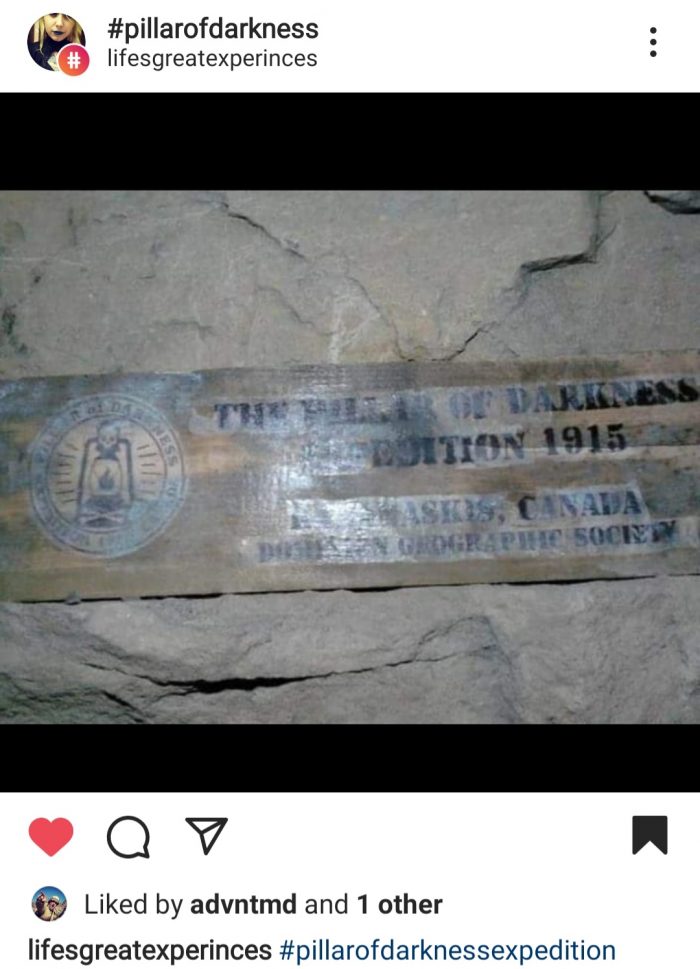 #pillarofdarkness
#
lifesgreatexperinces
THE PILLAR OF DARKNESS
EXPEDITION 1915
CANADA
GEOGRAPHIC SOCIETY
Liked by advntmd and 1 other
lifesgreatexperinces #pillarofdarknessexpedition